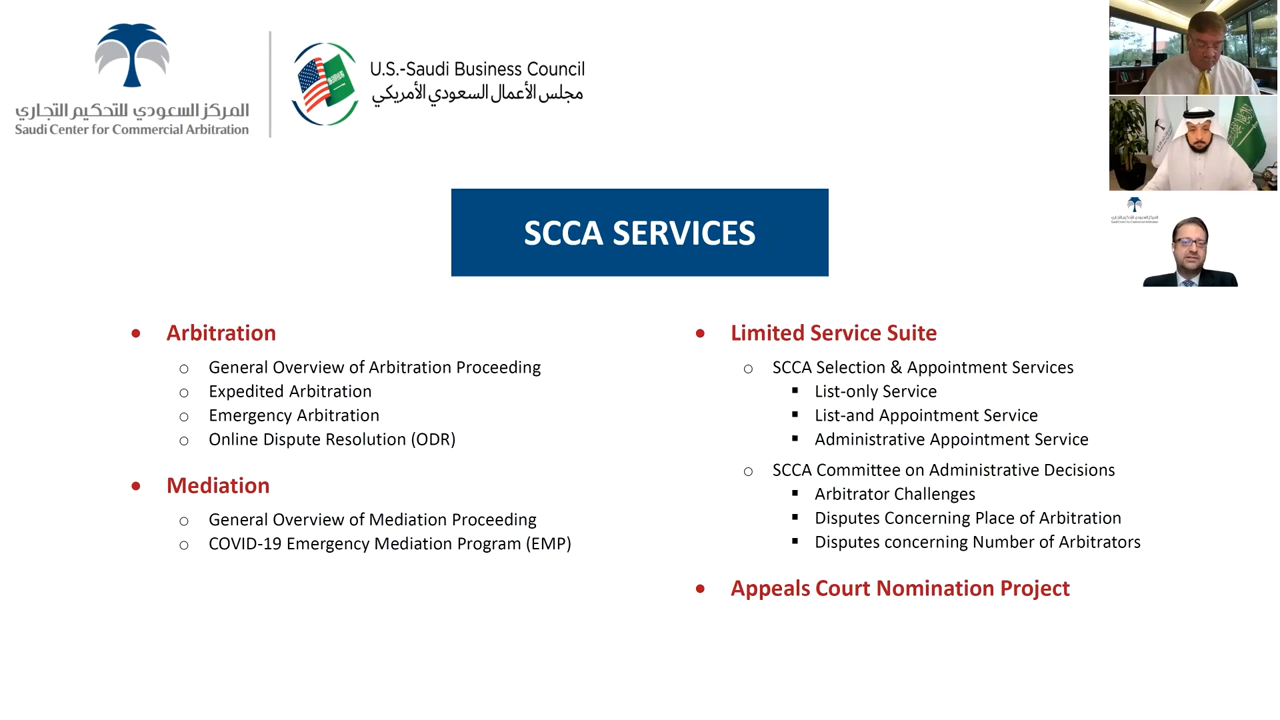 المركز السعودي للتحكيم التجاري
Saudi Center for Commercial Arbitration
U.S.-Saudi Business Council
مجلس الأعمال السعودي الأمريكي
SCCA SERVICES
• Arbitration
o General Overview of Arbitration Proceeding
o Expedited Arbitration
o Emergency Arbitration
o Online Dispute Resolution (ODR)
• Mediation
o General Overview of Mediation Proceeding
o COVID-19 Emergency Mediation Program (EMP)
• Limited Service Suite
o SCCA Selection & Appointment Services
▪ List-only Service
▪ List-and Appointment Service
▪ Administrative Appointment Service
o SCCA Committee on Administrative Decisions
▪ Arbitrator Challenges
▪ Disputes Concerning Place of Arbitration
▪ Disputes concerning Number of Arbitrators
• Appeals Court Nomination Project